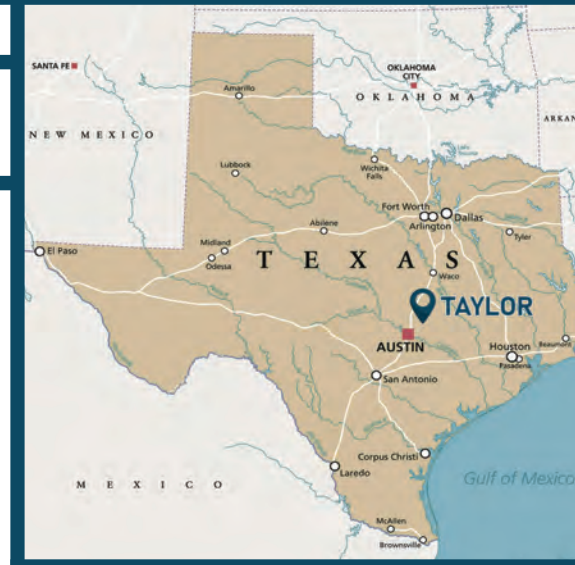 SANTA FE
OKLAHOMA
CITY
OKLAHOMA
Amarillo
ARKAN
NEW MEXICO
Lubbock
Wichita
Falls
Fort Worth
Dallas
Arlington
Abilene
Tyler
El Paso
Midland
Odessa
TEXAS
Waco
TAYLOR
AUSTIN
Houston
Beaumont
Pasadena
San Antonio
Corpus Christi
Laredo
Gulf of Mexico
MEXICO
McAllen
Brownsville